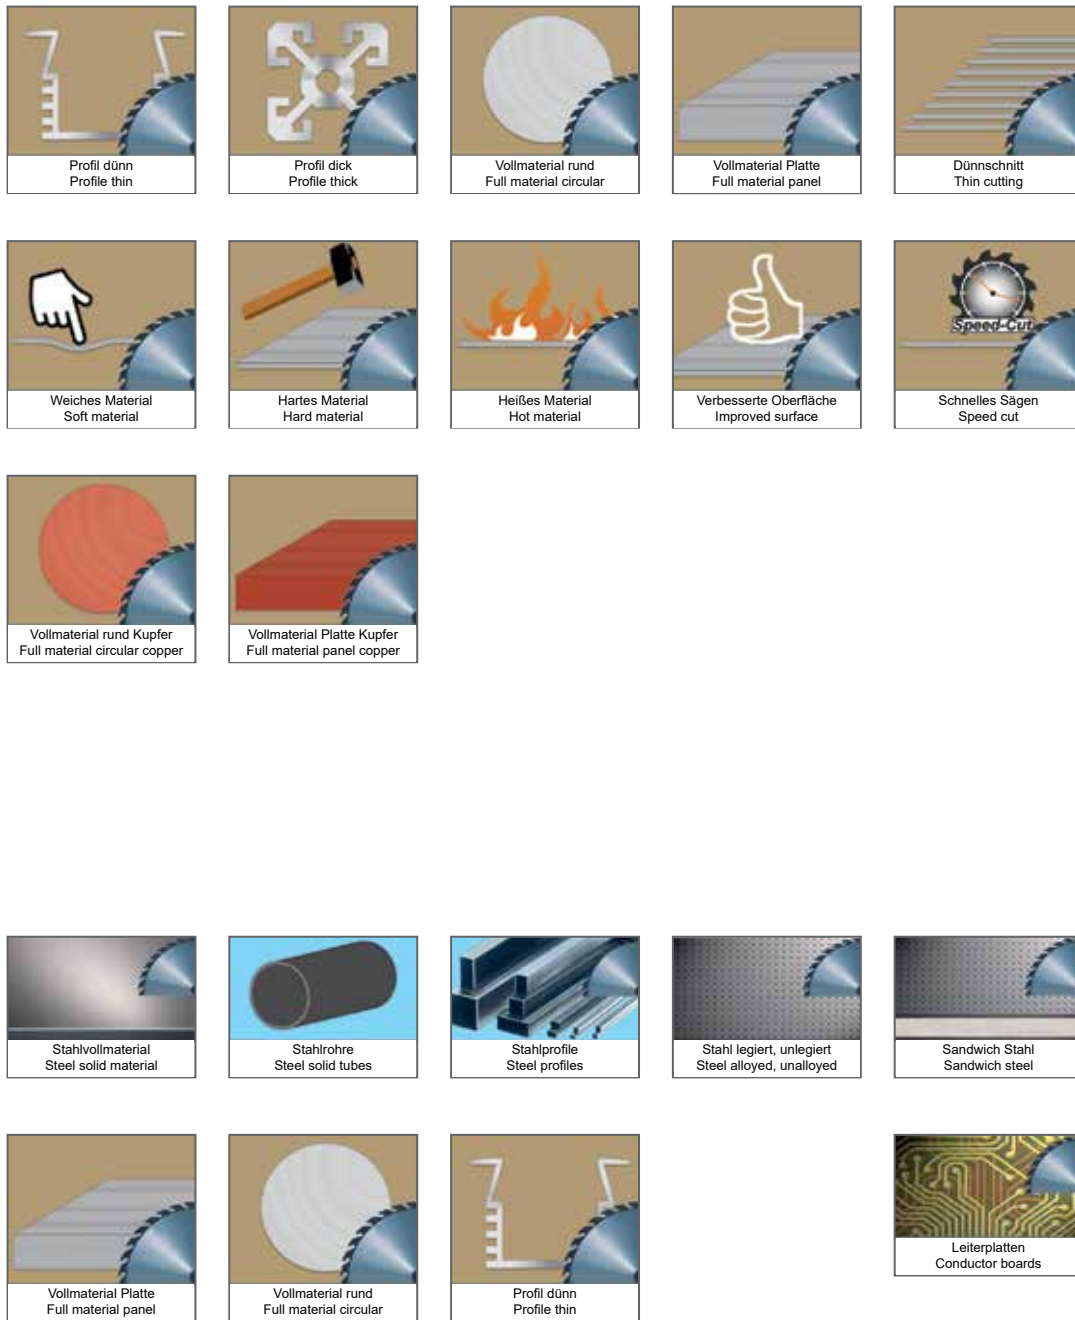 Profil dünn
Profile thin
Profil dick
Profile thick
Vollmaterial rund
Full material circular
Vollmaterial Platte
Full material panel
Dünnschnitt
Thin cutting
Weiches Material
Soft material
Hartes Material
Hard material
Heißes Material
Hot material
Verbesserte Oberfläche
Improved surface
Speed-Cut
Schnelles Sägen
Speed cut
Vollmaterial rund Kupfer
Full material circular copper
Vollmaterial Platte Kupfer
Full material panel copper
Stahlvollmaterial
Steel solid material
Stahlrohre
Steel solid tubes
Stahlprofile
Steel profiles
Stahl legiert, unlegiert
Steel alloyed, unalloyed
Sandwich Stahl
Sandwich steel
Vollmaterial Platte
Full material panel
Vollmaterial rund
Full material circular
Profil dünn
Profile thin
Leiterplatten
Conductor boards